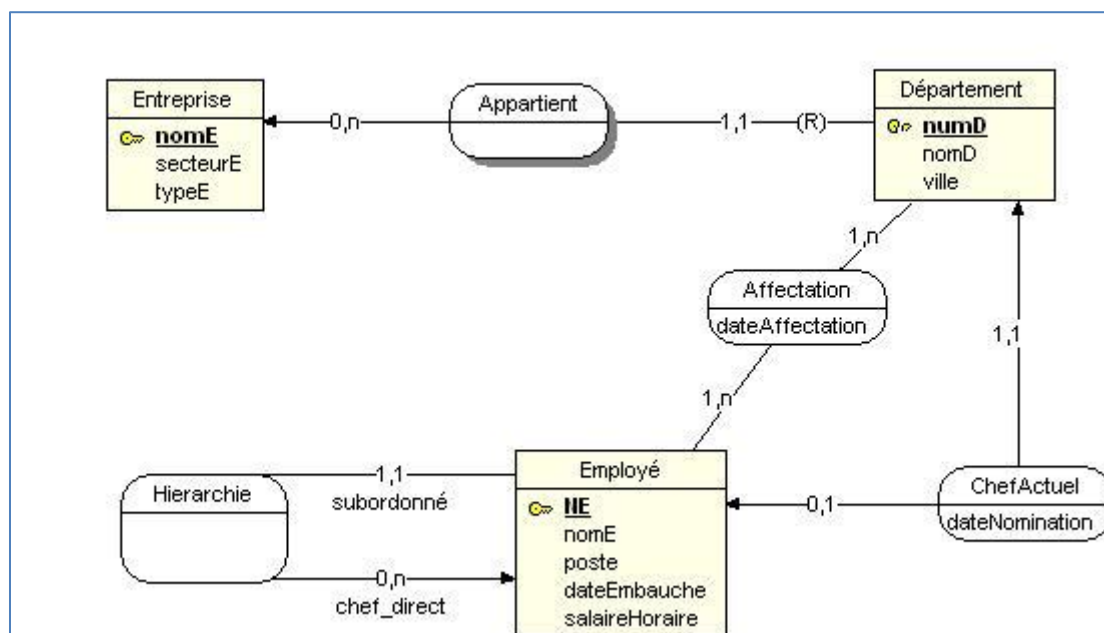 Entreprise
nomE
secteurE
typeE
0,n
Appartient
1,1
(R)
Département
numD
nomD
ville
1,n
Affectation
dateAffectation
1,n
1,1
Hierarchie
1,1
subordonné
0,n
chef_direct
Employé
NE
nomE
poste
dateEmbauche
salaireHoraire
0,1
ChefActuel
dateNomination